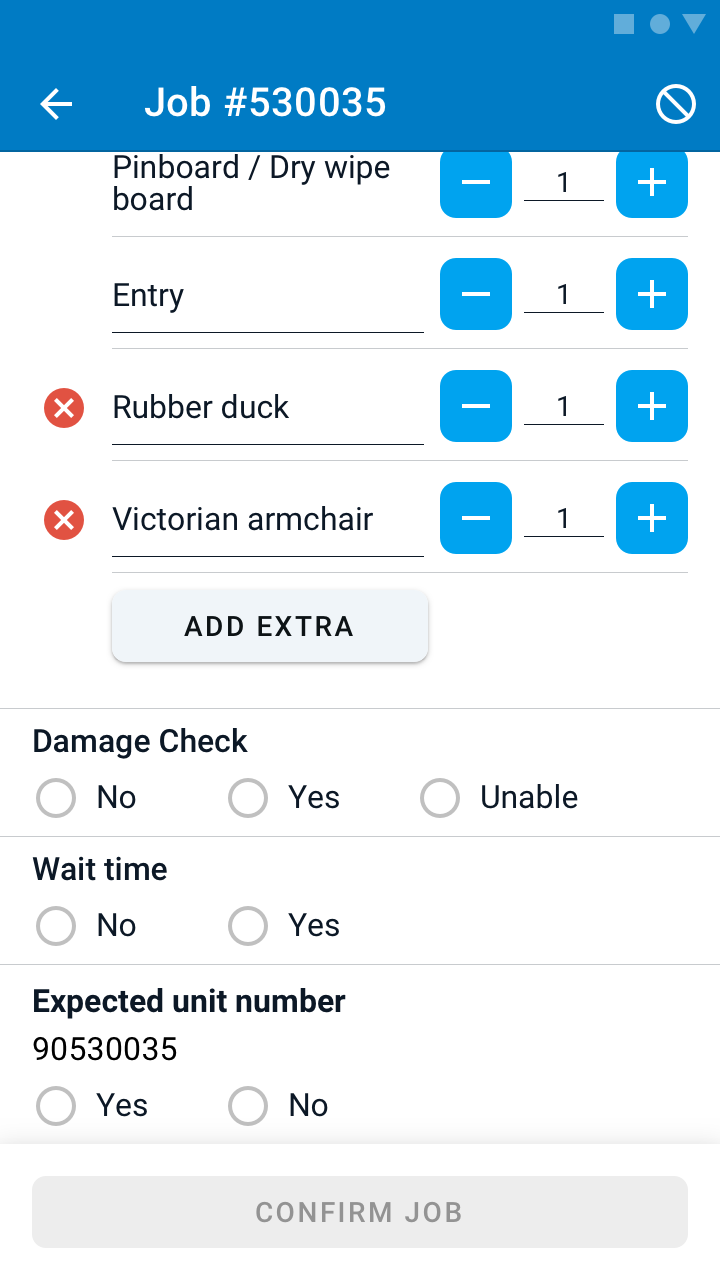 Job #530035
Pinboard / Dry wipe
board
1
Entry
1
Rubber duck
1
Victorian armchair
1
ADD EXTRA
Damage Check
No
Yes
Unable
Wait time
No
Yes
Expected unit number
90530035
Yes
No
CONFIRM JOB